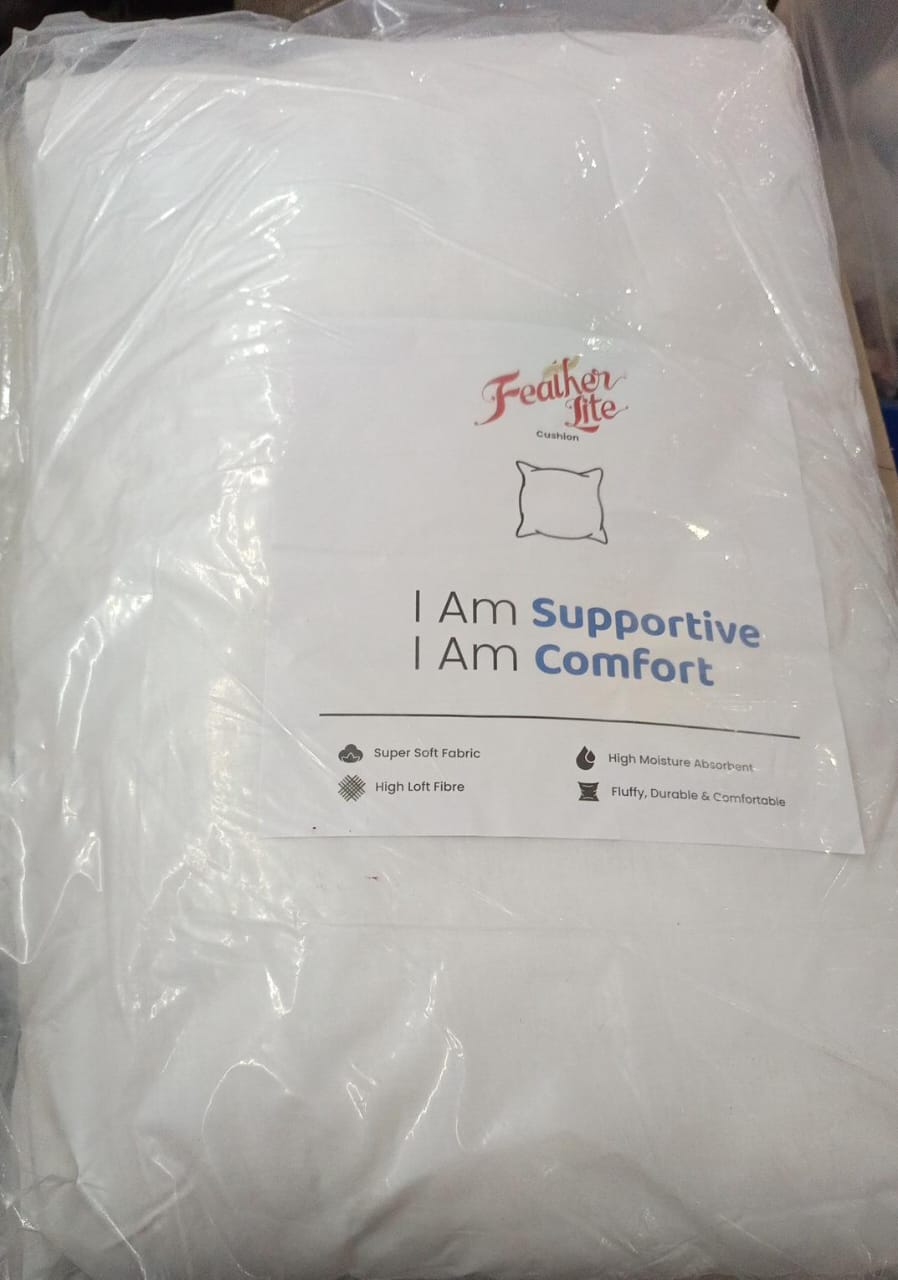 Feather
Lite
Cushion
I Am Supportive
I Am Comfort
Super Soft Fabric
High Moisture Absorbent
High Loft Fibre
Fluffy, Durable & Comfortable